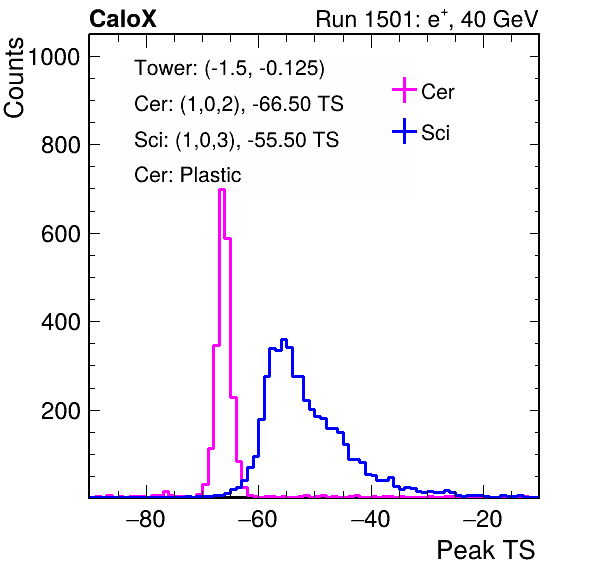 CaloX Run 1501: e⁺, 40 GeV
Counts
1000
800
600
400
200
Tower: (-1.5, -0.125)
Cer: (1,0,2), -66.50 TS
Sci: (1,0,3), -55.50 TS
Cer: Plastic
Cer
Sci
−80 −60 −40 −20
Peak TS